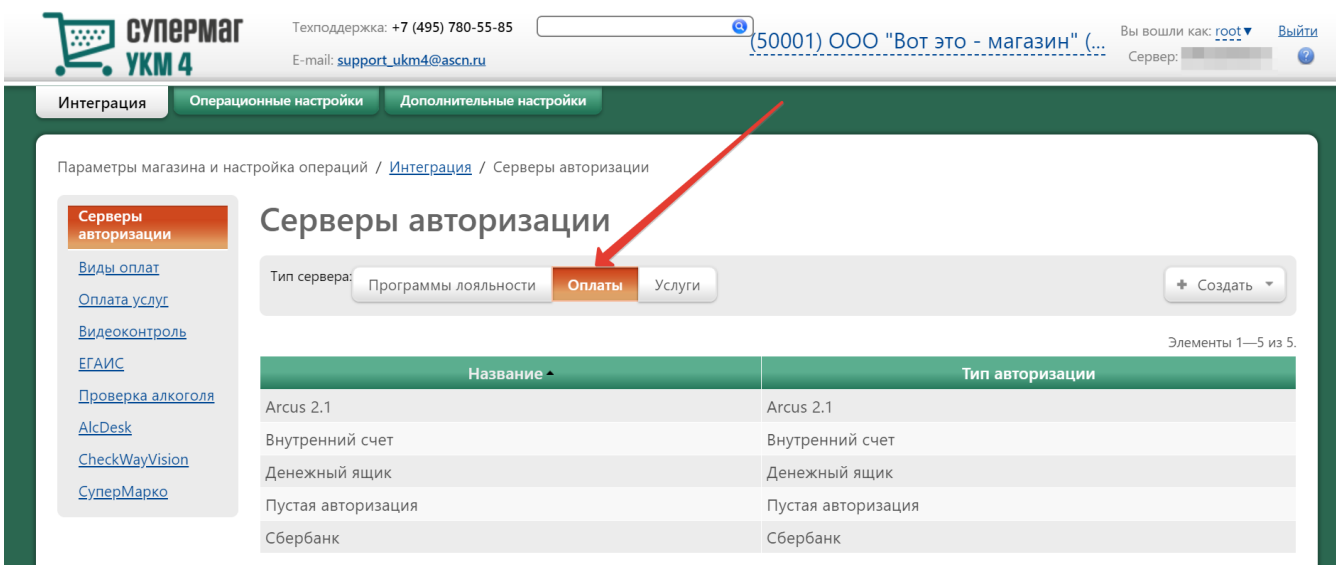 СУПЕРМАГ
УКМ 4
Техподдержка: +7 (495) 780-55-85
E-mail: support_ukm4@ascn.ru
(50001) ООО "Вот это - магазин" (...
Вы вошли как: root▼ Выйти
Сервер: ?
Интеграция Операционные настройки Дополнительные настройки
Параметры магазина и настройка операций / Интеграция / Серверы авторизации
Серверы
авторизации
Виды оплат
Оплата услуг
Видеоконтроль
ЕГАИС
Проверка алкоголя
AlcDesk
CheckWayVision
СуперМарко
Серверы авторизации
Тип сервера: Программы лояльности Оплаты Услуги + Создать
Элементы 1—5 из 5.
Название Тип авторизации
Arcus 2.1 Arcus 2.1
Внутренний счет Внутренний счет
Денежный ящик Денежный ящик
Пустая авторизация Пустая авторизация
Сбербанк Сбербанк